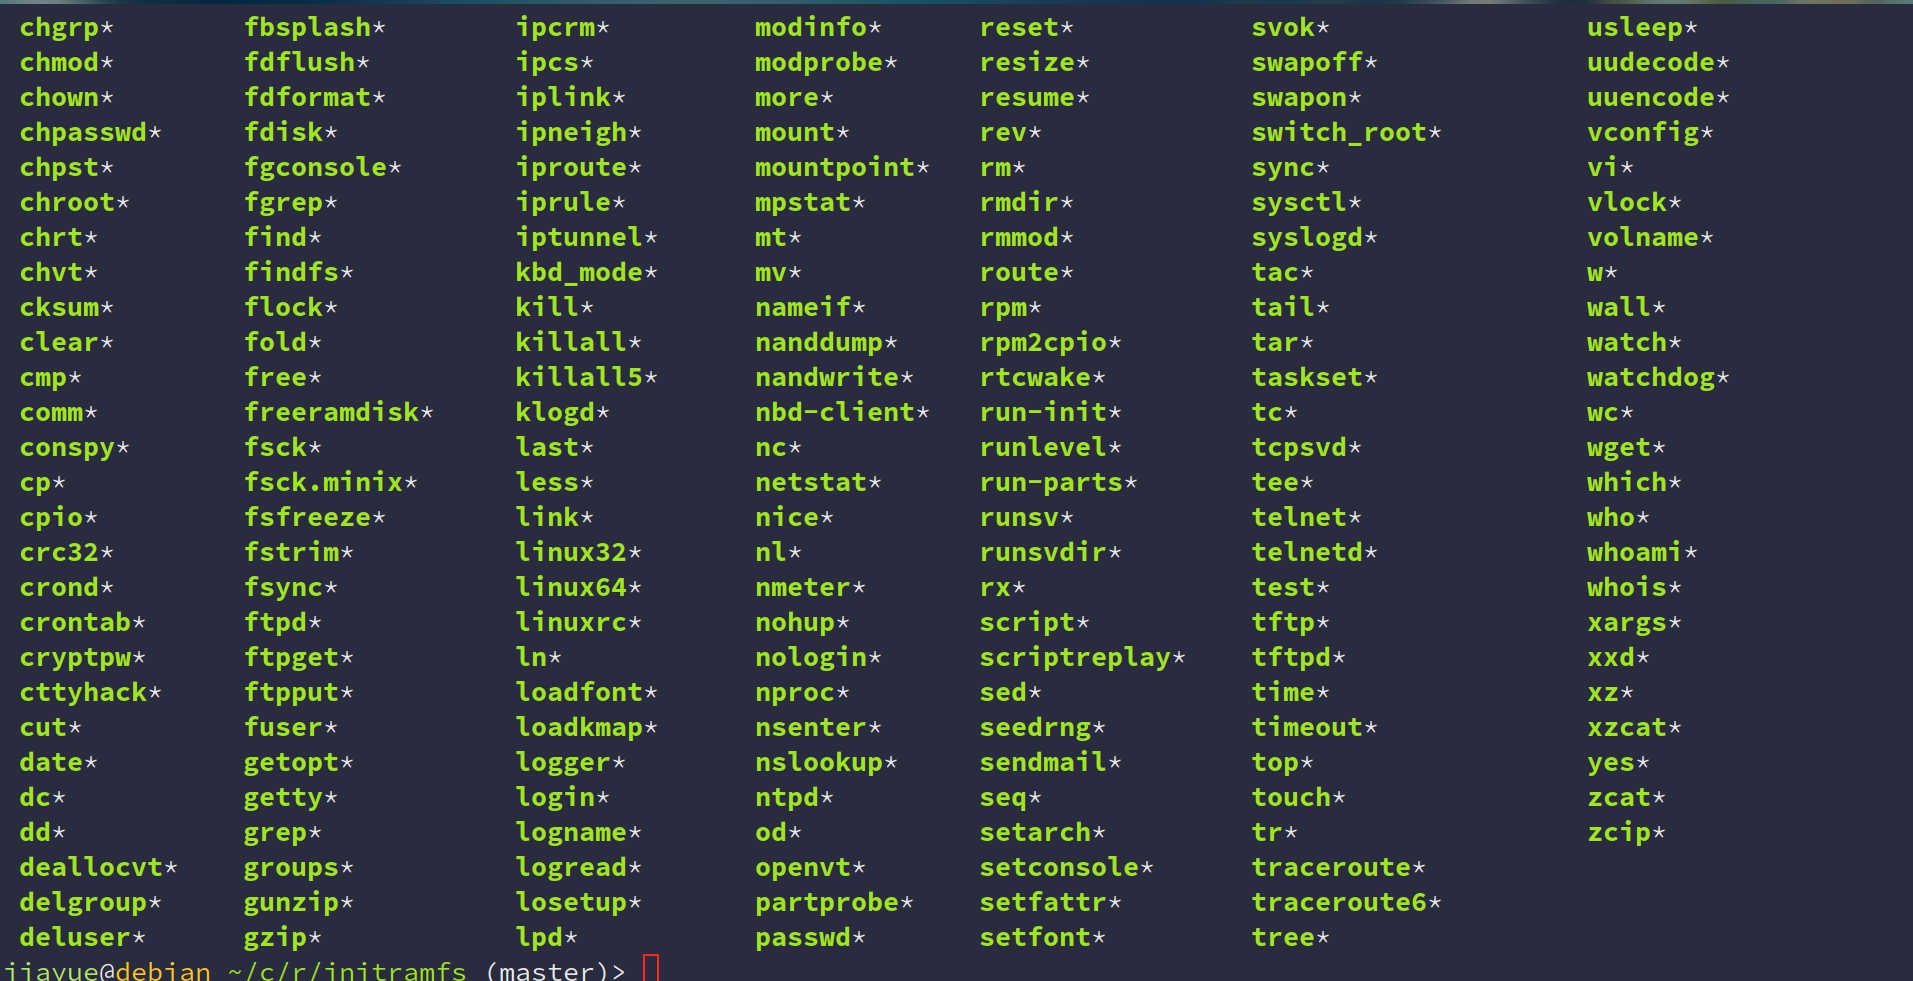 chgrp* fbsplash* ipcrm* modinfo* reset* svok* usleep*
chmod* fdflush* ipcs* modprobe* resize* swapoff* uudecode*
chown* fdformat* iplink* more* resume* swapon* uuencode*
chpasswd* fdisk* ipneigh* mount* rev* switch_root* vconfig*
chpst* fgconsole* iproute* mountpoint* rm* sync* vi*
chroot* fgrep* iprule* mpstat* rmdir* sysctl* vlock*
chrt* find* iptunnel* mt* rmmod* syslogd* volname*
chvt* findfs* kbd_mode* mv* route* tac* w*
cksum* flock* kill* nameif* rpm* tail* wall*
clear* fold* killall* nanddump* rpm2cpio* tar* watch*
cmp* free* killall5* nandwrite* rtcwake* taskset* watchdog*
comm* freeramdisk* klogd* nbd-client* run-init* tc* wc*
conspy* fsck* last* nc* runlevel* tcpsvd* wget*
cp* fsck.minix* less* netstat* run-parts* tee* which*
cpio* fsfreeze* link* nice* runsv* telnet* who*
crc32* fstrim* linux32* nl* runsvdir* telnetd* whoami*
crond* fsync* linux64* nmeter* rx* test* whois*
crontab* ftpd* linuxrc* nohup* script* tftp* xargs*
cryptpw* ftpget* ln* nologin* scriptreplay* tftpd* xxd*
cttyhack* ftpput* loadfont* nproc* sed* time* xz*
cut* fuser* loadkmap* nsenter* seedrng* timeout* xzcat*
date* getopt* logger* nslookup* sendmail* top* yes*
dc* getty* login* ntpd* seq* touch* zcat*
dd* grep* logname* od* setarch* tr* zcip*
deallocvt* groups* logread* openvt* setconsole* traceroute*
delgroup* gunzip* losetup* partprobe* setfattr* traceroute6*
deluser* gzip* lpd* passwd* setfont* tree*
jiayue@debian ~/c/r/initramfs (master)>